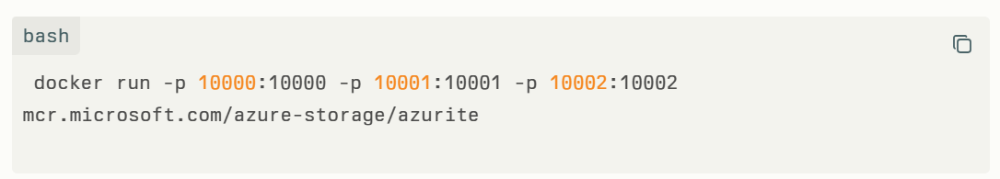 bash
docker run -p 10000:10000 -p 10001:10001 -p 10002:10002
mcr.microsoft.com/azure-storage/azurite